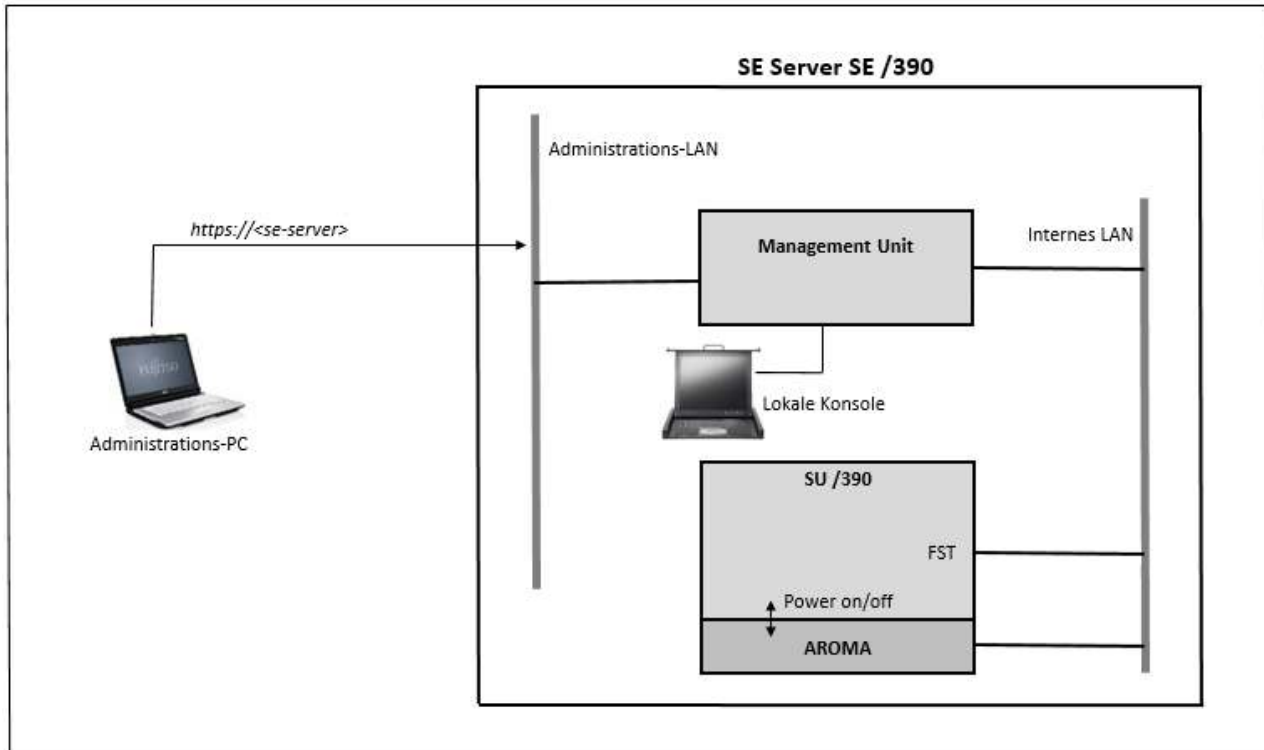 SE Server SE /390
Administrations-LAN
https://<se-server>
Management Unit
Internes LAN
FUJITSU
Lokale Konsole
Administrations-PC
SU /390
FST
Power on/off
AROMA